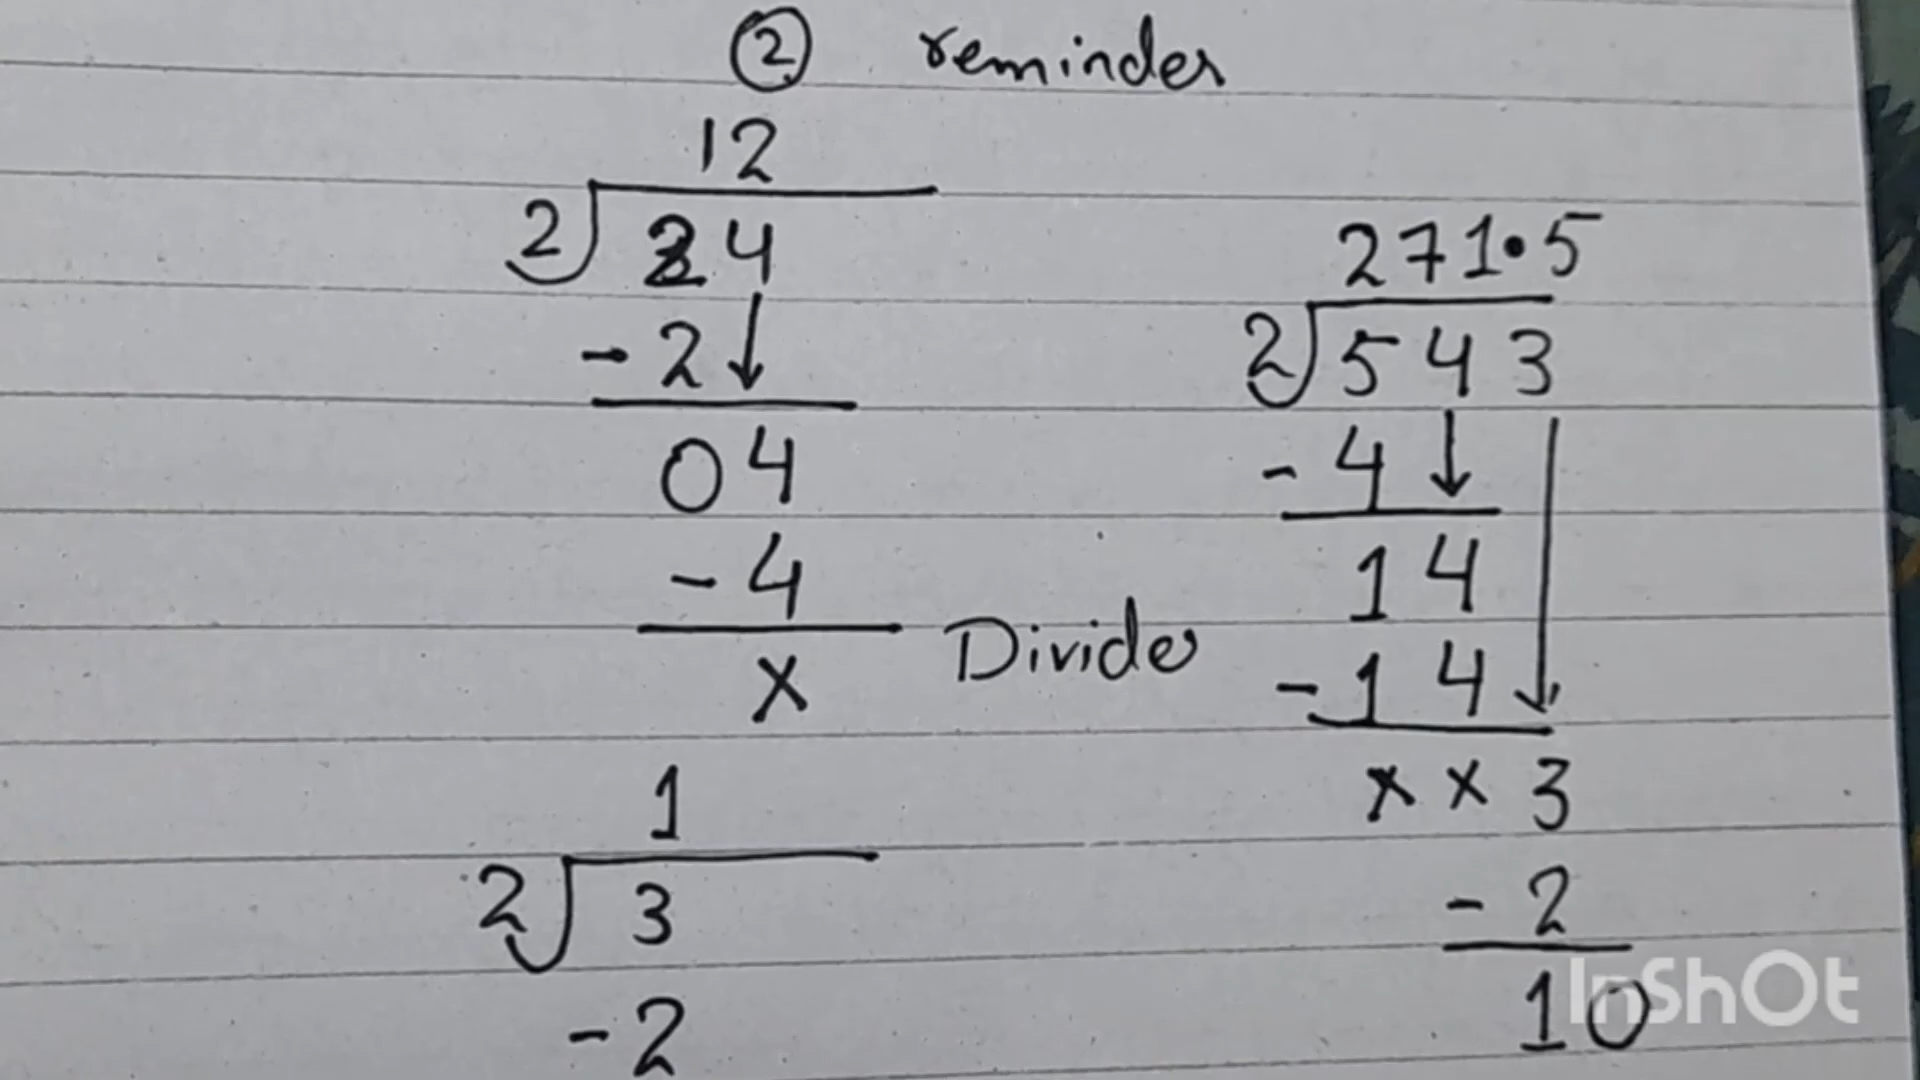 ② reminder
12
2 24
- 2 ↓
04
- 4
x
Divider
271.5
2 543
- 4 ↓
14
- 14 ↓
x x 3
- 2
10
1
2 3
- 2
InShOt